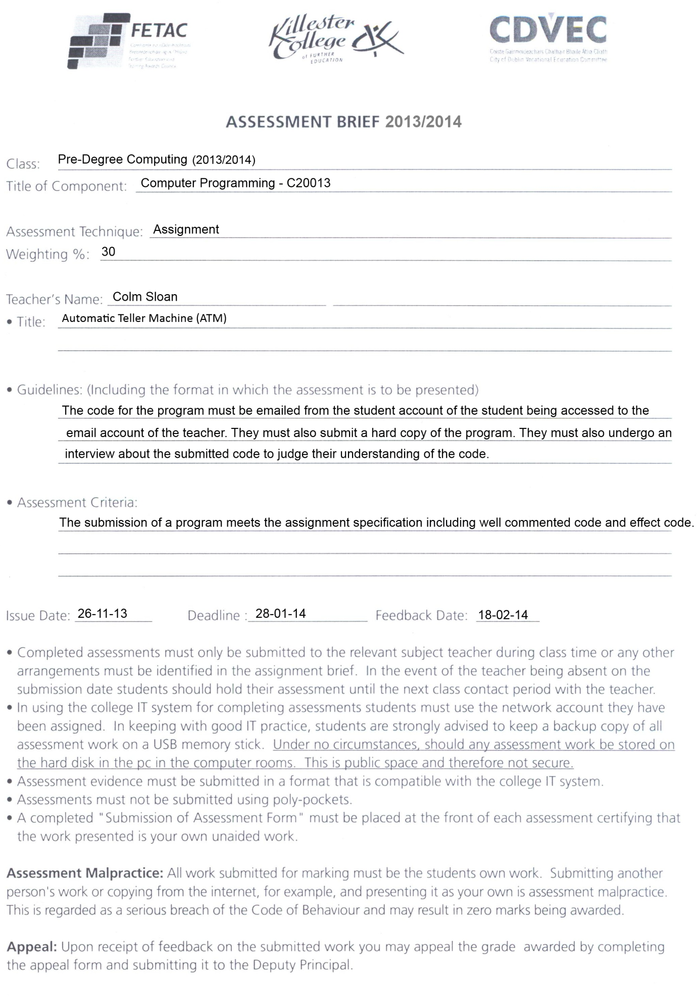 FETAC
Further Education and
Training Awards Council
Killester
College
of FURTHER
EDUCATION
CDVEC
Coiste Gairmoideachais Chathair Bhaile Átha Cliath
City of Dublin Vocational Education Committee
ASSESSMENT BRIEF 2013/2014
Class: Pre-Degree Computing (2013/2014)
Title of Component: Computer Programming - C20013
Assessment Technique: Assignment
Weighting %: 30
Teacher's Name: Colm Sloan
• Title: Automatic Teller Machine (ATM)
• Guidelines: (Including the format in which the assessment is to be presented)
The code for the program must be emailed from the student account of the student being accessed to the
email account of the teacher. They must also submit a hard copy of the program. They must also undergo an
interview about the submitted code to judge their understanding of the code.
• Assessment Criteria:
The submission of a program meets the assignment specification including well commented code and effect code.
Issue Date: 26-11-13 Deadline : 28-01-14 Feedback Date: 18-02-14
• Completed assessments must only be submitted to the relevant subject teacher during class time or any other
arrangements must be identified in the assignment brief. In the event of the teacher being absent on the
submission date students should hold their assessment until the next class contact period with the teacher.
• In using the college IT system for completing assessments students must use the network account they have
been assigned. In keeping with good IT practice, students are strongly advised to keep a backup copy of all
assessment work on a USB memory stick. Under no circumstances, should any assessment work be stored on
the hard disk in the pc in the computer rooms. This is public space and therefore not secure.
• Assessment evidence must be submitted in a format that is compatible with the college IT system.
• Assessments must not be submitted using poly-pockets.
• A completed "Submission of Assessment Form" must be placed at the front of each assessment certifying that
the work presented is your own unaided work.
Assessment Malpractice: All work submitted for marking must be the students own work. Submitting another
person's work or copying from the internet, for example, and presenting it as your own is assessment malpractice.
This is regarded as a serious breach of the Code of Behaviour and may result in zero marks being awarded.
Appeal: Upon receipt of feedback on the submitted work you may appeal the grade awarded by completing
the appeal form and submitting it to the Deputy Principal.